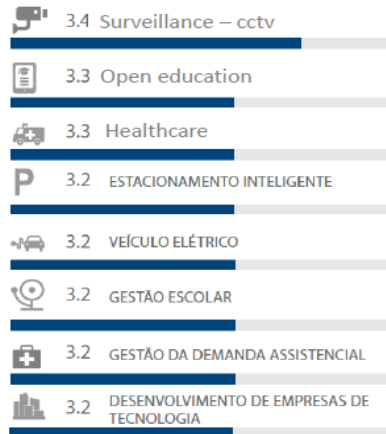 3.4 Surveillance – cctv
3.3 Open education
3.3 Healthcare
P 3.2 ESTACIONAMENTO INTELIGENTE
3.2 VEÍCULO ELÉTRICO
3.2 GESTÃO ESCOLAR
3.2 GESTÃO DA DEMANDA ASSISTENCIAL
3.2 DESENVOLVIMENTO DE EMPRESAS DE
TECNOLOGIA